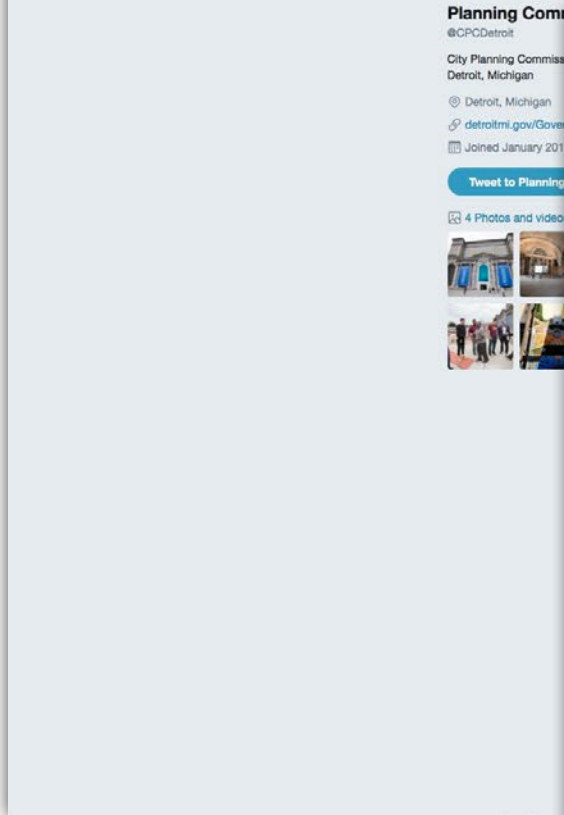 Planning Com
@CPCDetroit
City Planning Commiss
Detroit, Michigan
Detroit, Michigan
detroitmi.gov/Gover
Joined January 201
Tweet to Planning
4 Photos and video